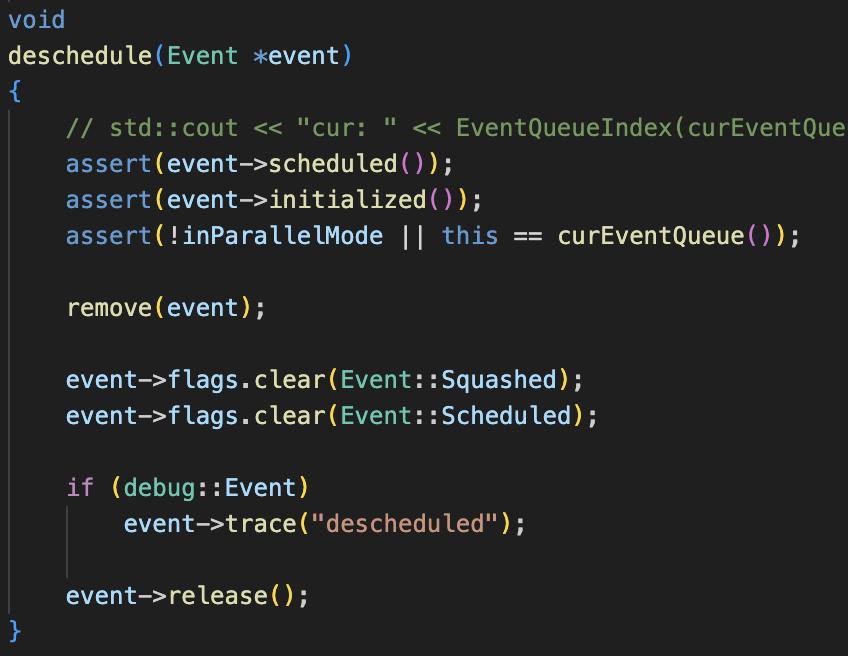 void
deschedule(Event *event)
{
    // std::cout << "cur: " << EventQueueIndex(curEventQue
    assert(event->scheduled());
    assert(event->initialized());
    assert(!inParallelMode || this == curEventQueue());
    remove(event);
    event->flags.clear(Event::Squashed);
    event->flags.clear(Event::Scheduled);
    if (debug::Event)
        event->trace("descheduled");
    event->release();
}